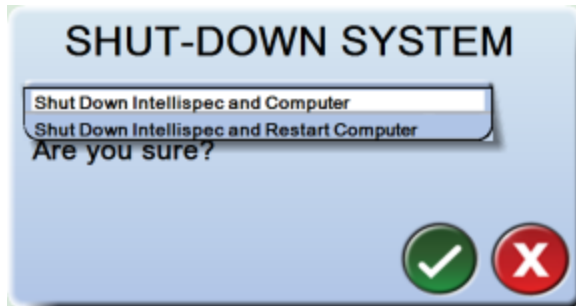 SHUT-DOWN SYSTEM
Shut Down Intellispec and Computer
Shut Down Intellispec and Restart Computer
Are you sure?